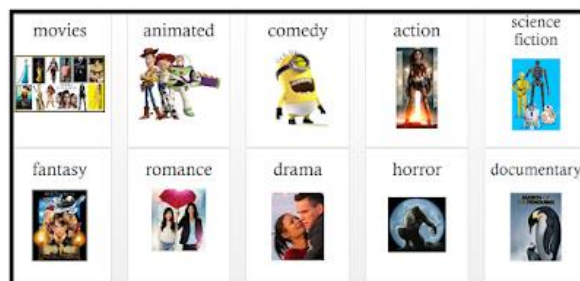 movies
animated
comedy
action
science
fiction
fantasy
romance
drama
horror
documentary